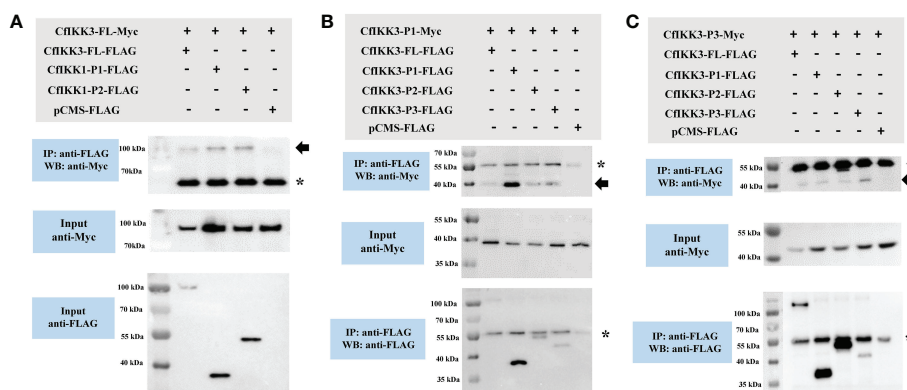 A
CfIKK3-FL-Myc + + + +
CfIKK3-FL-FLAG + - - -
CfIKK1-P1-FLAG - + - -
CfIKK1-P2-FLAG - - + -
pCMS-FLAG - - - +
IP: anti-FLAG
WB: anti-Myc
100 kDa
70kDa
*
Input
anti-Myc
100 kDa
70kDa
Input
anti-FLAG
100 kDa
70 kDa
55 kDa
40 kDa
B
CfIKK3-P1-Myc + + + + +
CfIKK3-FL-FLAG + - - - -
CfIKK3-P1-FLAG - + - - -
CfIKK3-P2-FLAG - - + - -
CfIKK3-P3-FLAG - - - + -
pCMS-FLAG - - - - +
IP: anti-FLAG
WB: anti-Myc
70 kDa
55 kDa
40 kDa
*
Input
anti-Myc
55 kDa
40 kDa
35 kDa
IP: anti-FLAG
WB: anti-FLAG
100 kDa
70 kDa
55 kDa
40 kDa
35 kDa
*
C
CfIKK3-P3-Myc + + + + +
CfIKK3-FL-FLAG + - - - -
CfIKK3-P1-FLAG - + - - -
CfIKK3-P2-FLAG - - + - -
CfIKK3-P3-FLAG - - - + -
pCMS-FLAG - - - - +
IP: anti-FLAG
WB: anti-Myc
55 kDa
40 kDa
Input
anti-Myc
55 kDa
40 kDa
IP: anti-FLAG
WB: anti-FLAG
100 kDa
70 kDa
55 kDa
40 kDa
35 kDa